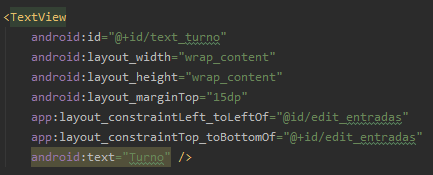 <TextView
android:id="@+id/text_turno"
android:layout_width="wrap_content"
android:layout_height="wrap_content"
android:layout_marginTop="15dp"
app:layout_constraintLeft_toLeftOf="@id/edit_entradas"
app:layout_constraintTop_toBottomOf="@+id/edit_entradas"
android:text="Turno" />